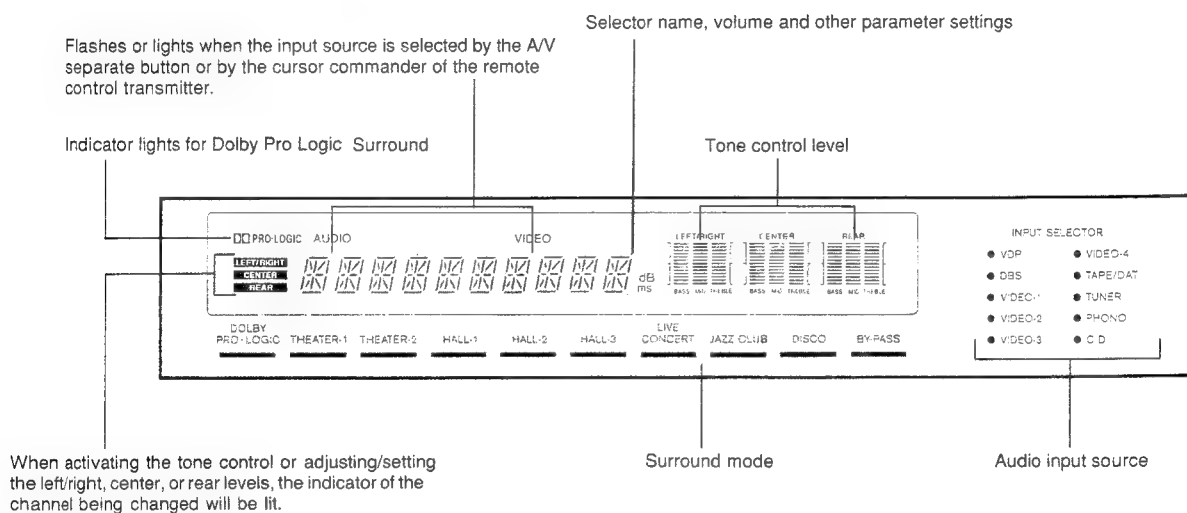 Selector name, volume and other parameter settings
Flashes or lights when the input source is selected by the A/V
separate button or by the cursor commander of the remote
control transmitter.
Indicator lights for Dolby Pro Logic Surround
Tone control level
PRO·LOGIC AUDIO VIDEO
LEFT/RIGHT CENTER REAR
LEFT/RIGHT
CENTER
REAR
dB
ms
BASS MID TREBLE BASS MID TREBLE BASS MID TREBLE
INPUT SELECTOR
VDP VIDEO-4
DBS TAPE/DAT
VIDEO-1 TUNER
VIDEO-2 PHONO
VIDEO-3 CD
DOLBY
PRO·LOGIC THEATER-1 THEATER-2 HALL-1 HALL-2 HALL-3 LIVE
CONCERT JAZZ CLUB DISCO BY-PASS
When activating the tone control or adjusting/setting
the left/right, center, or rear levels, the indicator of the
channel being changed will be lit.
Surround mode
Audio input source